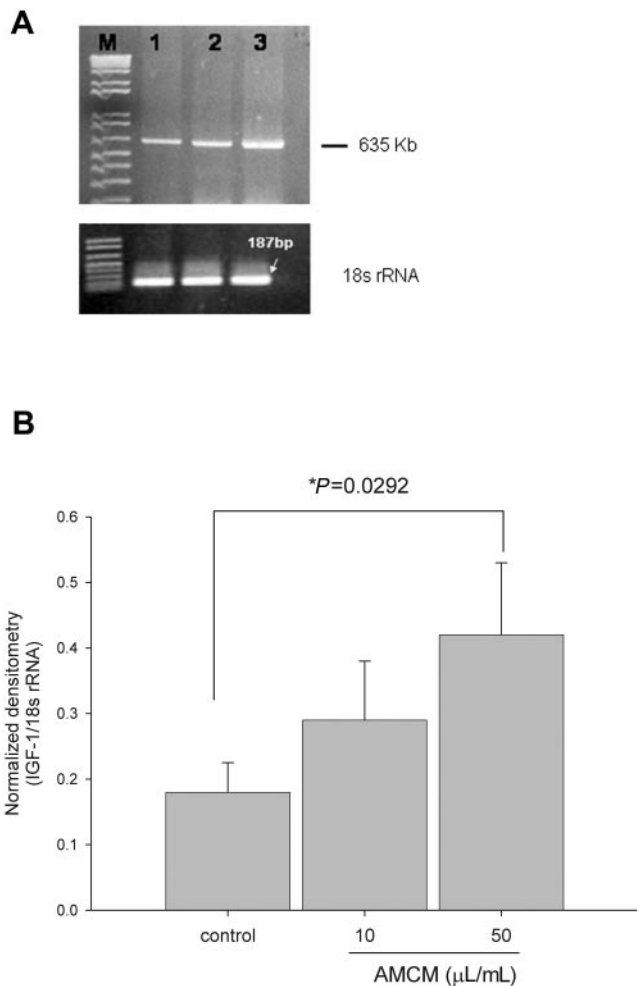 A
M 1 2 3
635 Kb
187bp
18s rRNA
B
*P=0.0292
Normalized densitometry
(IGF-1/18s rRNA)
0.6
0.5
0.4
0.3
0.2
0.1
0.0
control
10
50
AMCM (μL/mL)